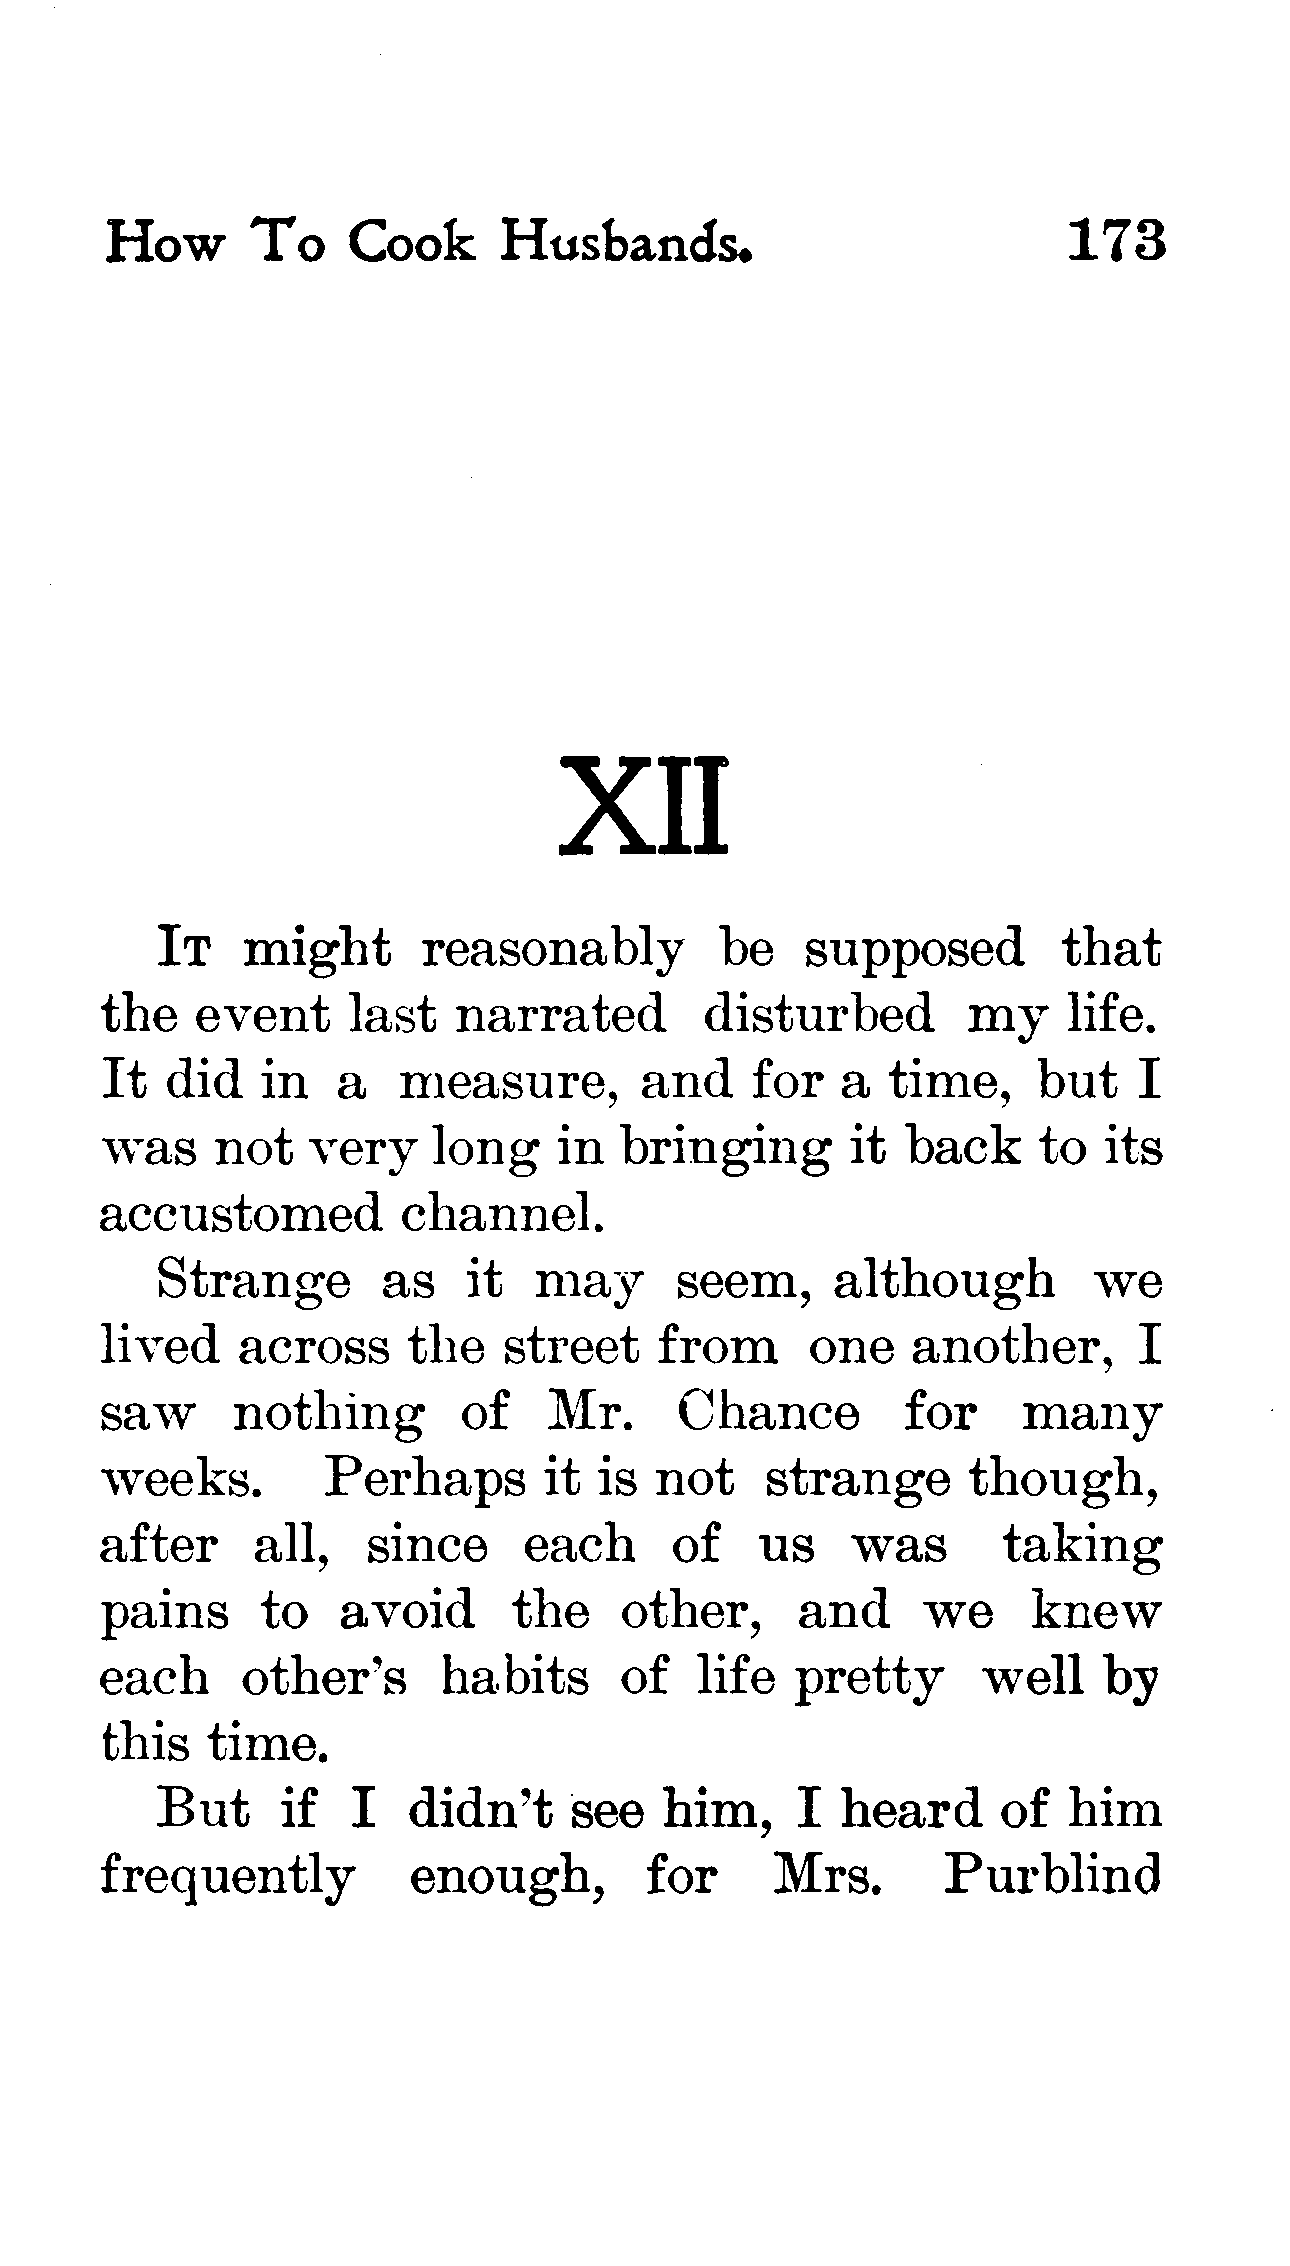 How To Cook Husbands. 173
XII
It might reasonably be supposed that
the event last narrated disturbed my life.
It did in a measure, and for a time, but I
was not very long in bringing it back to its
accustomed channel.
Strange as it may seem, although we
lived across the street from one another, I
saw nothing of Mr. Chance for many
weeks. Perhaps it is not strange though,
after all, since each of us was taking
pains to avoid the other, and we knew
each other's habits of life pretty well by
this time.
But if I didn't see him, I heard of him
frequently enough, for Mrs. Purblind